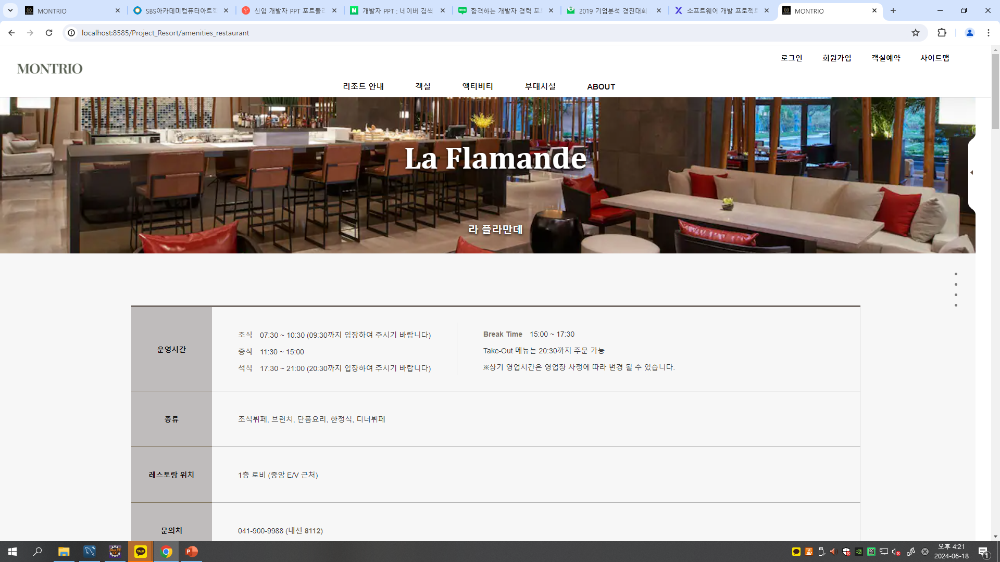 MONTRIO
SBS아카데미컴퓨터아트학
신입 개발자 PPT 포트폴리
개발자 PPT : 네이버 검색
합격하는 개발자 경력 포트
2019 기업분석 경진대회
소프트웨어 개발 프로젝트
MONTRIO
localhost:8585/Project_Resort/amenities_restaurant
로그인 회원가입 객실예약 사이트맵
MONTRIO
리조트 안내 객실 액티비티 부대시설 ABOUT
La Flamande
라 플라만데
운영시간
조식 07:30 ~ 10:30 (09:30까지 입장하여 주시기 바랍니다)
중식 11:30 ~ 15:00
석식 17:30 ~ 21:00 (20:30까지 입장하여 주시기 바랍니다)
Break Time 15:00 ~ 17:30
Take-Out 메뉴는 20:30까지 주문 가능
※상기 영업시간은 영업장 사정에 따라 변경 될 수 있습니다.
종류
조식뷔페, 브런치, 단품요리, 한정식, 디너뷔페
레스토랑 위치
1층 로비 (중앙 E/V 근처)
문의처
041-900-9988 (내선 8112)
TALK
오후 4:21
2024-06-18
1